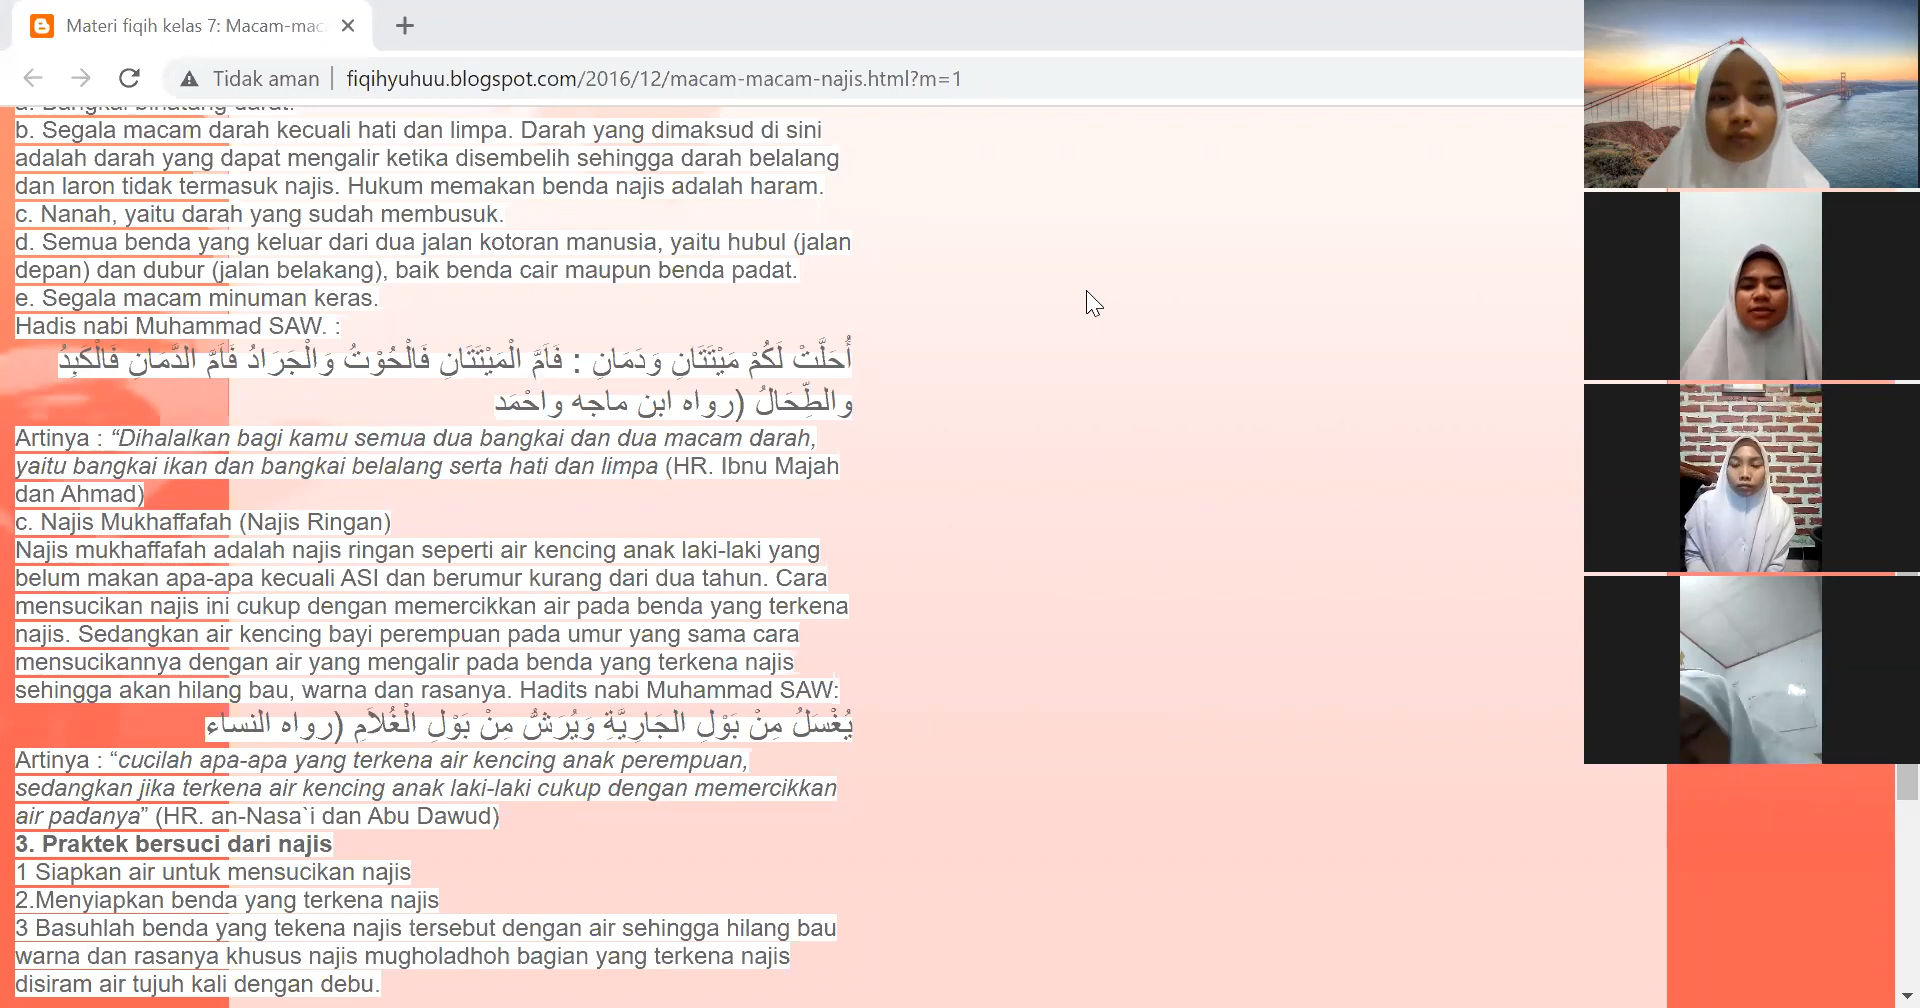 Materi fiqih kelas 7: Macam-mac
Tidak aman
fiqihyuhuu.blogspot.com/2016/12/macam-macam-najis.html?m=1
a. Bangkai binatang darat.
b. Segala macam darah kecuali hati dan limpa. Darah yang dimaksud di sini
adalah darah yang dapat mengalir ketika disembelih sehingga darah belalang
dan laron tidak termasuk najis. Hukum memakan benda najis adalah haram.
c. Nanah, yaitu darah yang sudah membusuk.
d. Semua benda yang keluar dari dua jalan kotoran manusia, yaitu hubul (jalan
depan) dan dubur (jalan belakang), baik benda cair maupun benda padat.
e. Segala macam minuman keras.
Hadis nabi Muhammad SAW. :
أُحَلَّتْ لَكُمْ مَيْتَتَانِ وَدَمَانِ : فَاَمَّ الْمَيْتَتَانِ فَالْحُوْتُ وَالْجَرَادُ فَاَمَّ الدَّمَانِ فَالْكَبِدُ
والطِّحَالُ (رواه ابن ماجه واحْمَد
Artinya : “Dihalalkan bagi kamu semua dua bangkai dan dua macam darah,
yaitu bangkai ikan dan bangkai belalang serta hati dan limpa (HR. Ibnu Majah
dan Ahmad)
c. Najis Mukhaffafah (Najis Ringan)
Najis mukhaffafah adalah najis ringan seperti air kencing anak laki-laki yang
belum makan apa-apa kecuali ASI dan berumur kurang dari dua tahun. Cara
mensucikan najis ini cukup dengan memercikkan air pada benda yang terkena
najis. Sedangkan air kencing bayi perempuan pada umur yang sama cara
mensucikannya dengan air yang mengalir pada benda yang terkena najis
sehingga akan hilang bau, warna dan rasanya. Hadits nabi Muhammad SAW:
يُغْسَلُ مِنْ بَوْلِ الجَارِيَّةِ وَيُرَشُّ مِنْ بَوْلِ الْغُلاَمِ (رواه النساء
Artinya : “cucilah apa-apa yang terkena air kencing anak perempuan,
sedangkan jika terkena air kencing anak laki-laki cukup dengan memercikkan
air padanya” (HR. an-Nasa`i dan Abu Dawud)
3. Praktek bersuci dari najis
1 Siapkan air untuk mensucikan najis
2.Menyiapkan benda yang terkena najis
3 Basuhlah benda yang tekena najis tersebut dengan air sehingga hilang bau
warna dan rasanya khusus najis mugholadhoh bagian yang terkena najis
disiram air tujuh kali dengan debu.